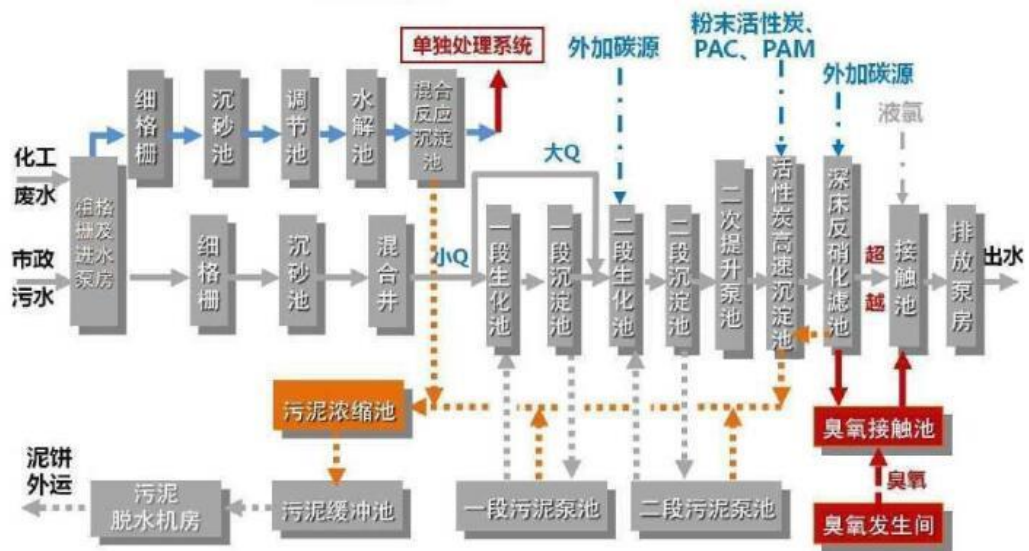 单独处理系统
外加碳源
粉末活性炭、
PAC、PAM
外加碳源
液氯
细格栅
沉砂池
调节池
水解池
混合
反应
沉淀
池
化工
废水
大Q
粗格
栅及
进水
泵房
市政
污水
细格栅
沉砂池
混合井
小Q
一段生化池
一段沉淀池
二段生化池
二段沉淀池
二次提升泵池
活性炭高速沉淀池
深床反硝化滤池
超
越
接触池
排放泵房
出水
污泥浓缩池
臭氧接触池
泥饼
外运
污泥
脱水机房
污泥缓冲池
一段污泥泵池
二段污泥泵池
臭氧
臭氧发生间